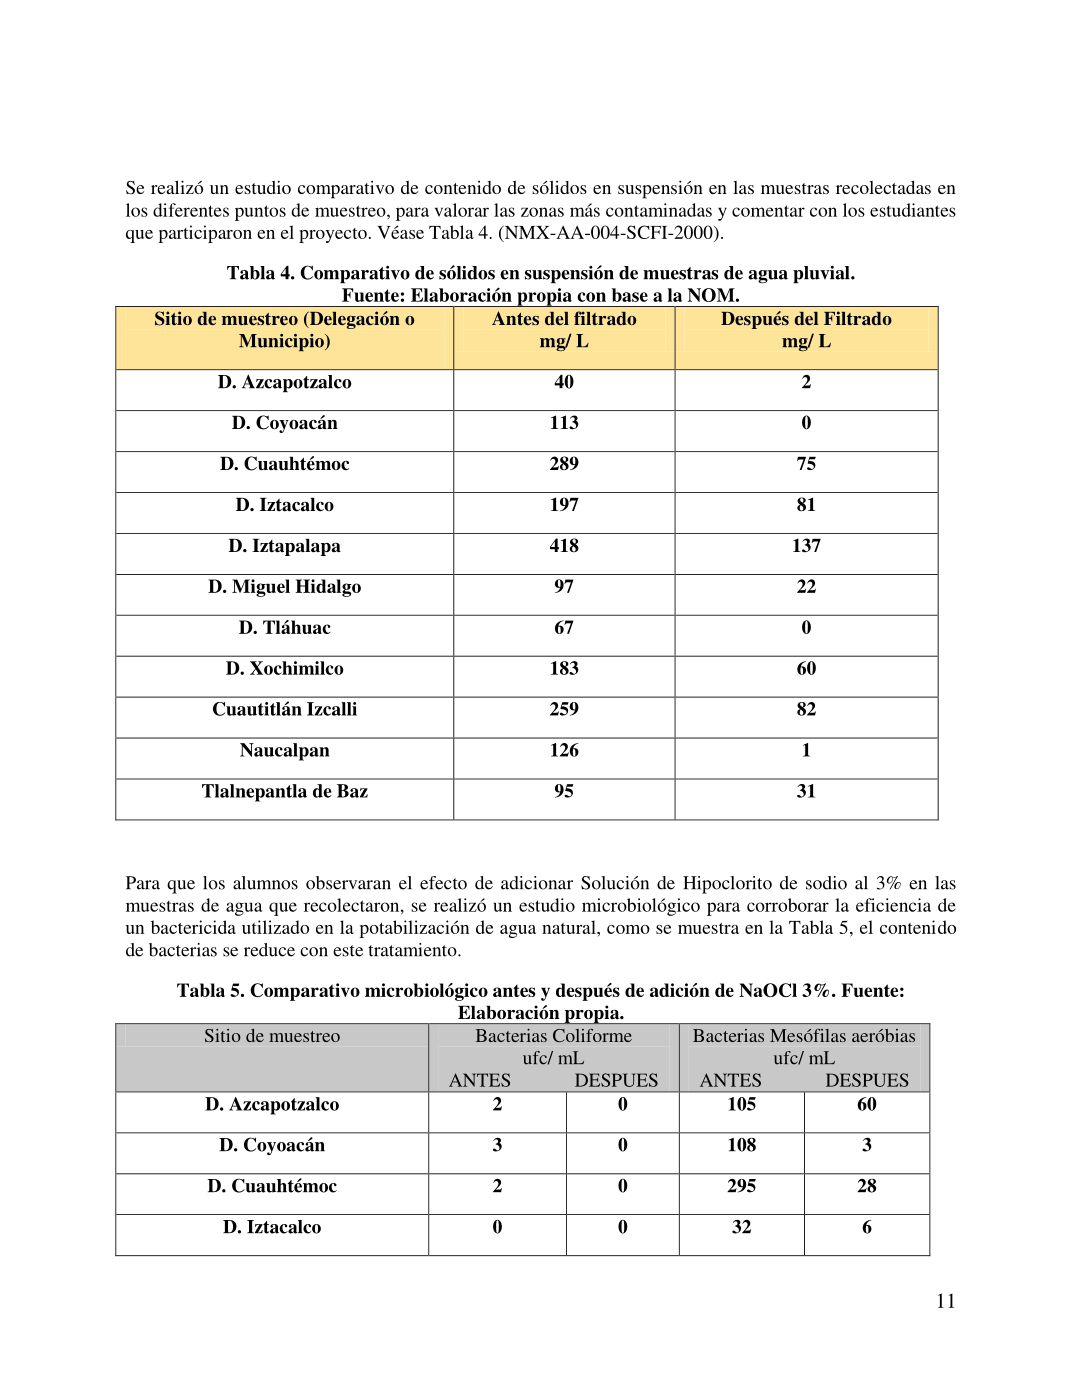 Se realizó un estudio comparativo de contenido de sólidos en suspensión en las muestras recolectadas en
los diferentes puntos de muestreo, para valorar las zonas más contaminadas y comentar con los estudiantes
que participaron en el proyecto. Véase Tabla 4. (NMX-AA-004-SCFI-2000).
Tabla 4. Comparativo de sólidos en suspensión de muestras de agua pluvial.
Fuente: Elaboración propia con base a la NOM.
Sitio de muestreo (Delegación o Municipio) Antes del filtrado mg/ L Después del Filtrado mg/ L
D. Azcapotzalco 40 2
D. Coyoacán 113 0
D. Cuauhtémoc 289 75
D. Iztacalco 197 81
D. Iztapalapa 418 137
D. Miguel Hidalgo 97 22
D. Tláhuac 67 0
D. Xochimilco 183 60
Cuautitlán Izcalli 259 82
Naucalpan 126 1
Tlalnepantla de Baz 95 31
Para que los alumnos observaran el efecto de adicionar Solución de Hipoclorito de sodio al 3% en las
muestras de agua que recolectaron, se realizó un estudio microbiológico para corroborar la eficiencia de
un bactericida utilizado en la potabilización de agua natural, como se muestra en la Tabla 5, el contenido
de bacterias se reduce con este tratamiento.
Tabla 5. Comparativo microbiológico antes y después de adición de NaOCl 3%. Fuente:
Elaboración propia.
Sitio de muestreo Bacterias Coliforme Bacterias Mesófilas aeróbias
ufc/ mL ufc/ mL
ANTES DESPUES ANTES DESPUES
D. Azcapotzalco 2 0 105 60
D. Coyoacán 3 0 108 3
D. Cuauhtémoc 2 0 295 28
D. Iztacalco 0 0 32 6
11